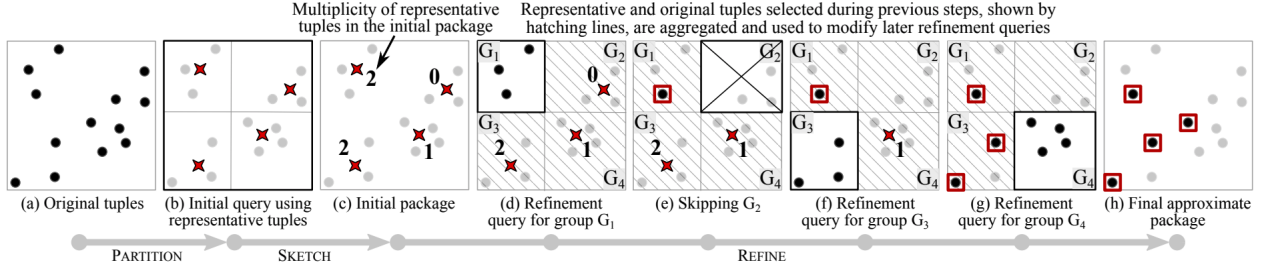 Multiplicity of representative
tuples in the initial package
Representative and original tuples selected during previous steps, shown by
hatching lines, are aggregated and used to modify later refinement queries
2
0
2
1
G1
G2
0
G3
2
1
G4
G1
G2
G3
2
1
G4
G1
G2
G3
1
G4
G1
G2
G3
G4
(a) Original tuples
(b) Initial query using
representative tuples
(c) Initial package
(d) Refinement
query for group G1
(e) Skipping G2
(f) Refinement
query for group G3
(g) Refinement
query for group G4
(h) Final approximate
package
PARTITION
SKETCH
REFINE